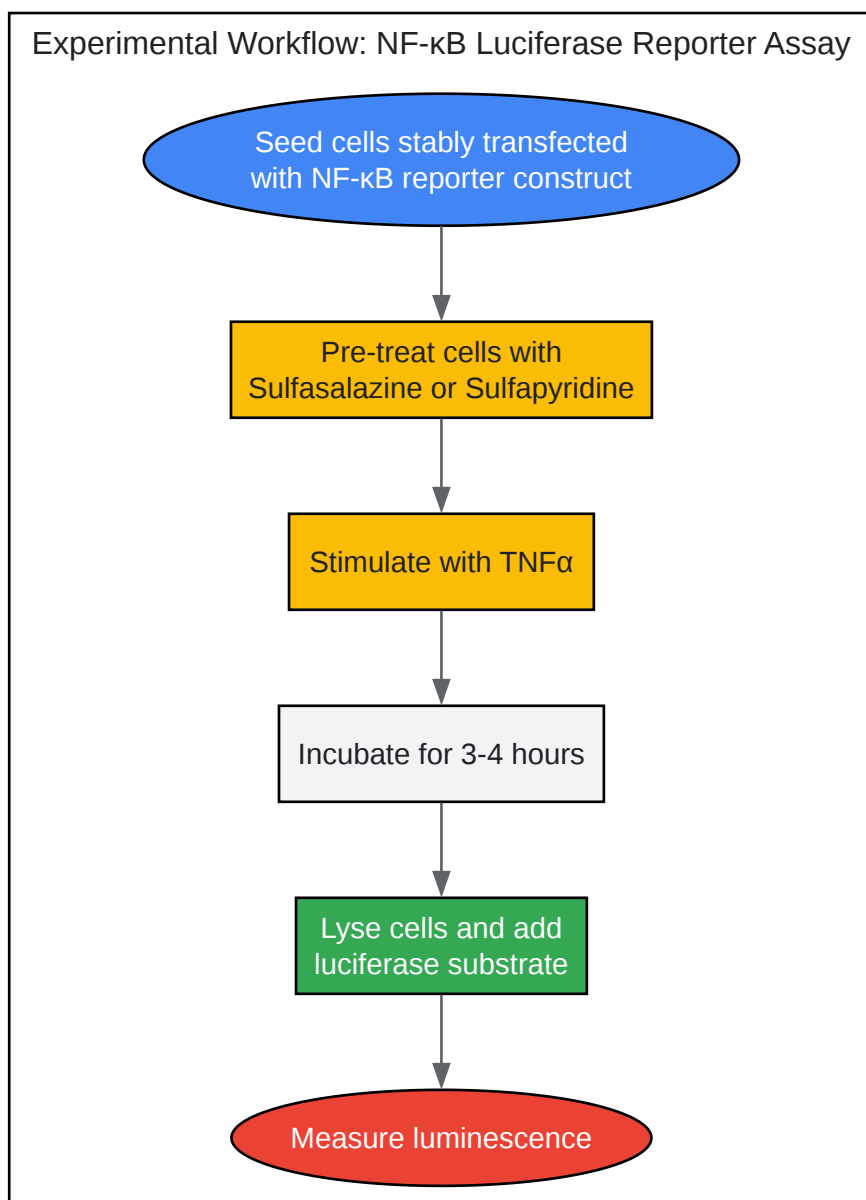 Experimental Workflow: NF-κB Luciferase Reporter Assay
Seed cells stably transfected
with NF-κB reporter construct
Pre-treat cells with
Sulfasalazine or Sulfapyridine
Stimulate with TNFα
Incubate for 3-4 hours
Lyse cells and add
luciferase substrate
Measure luminescence